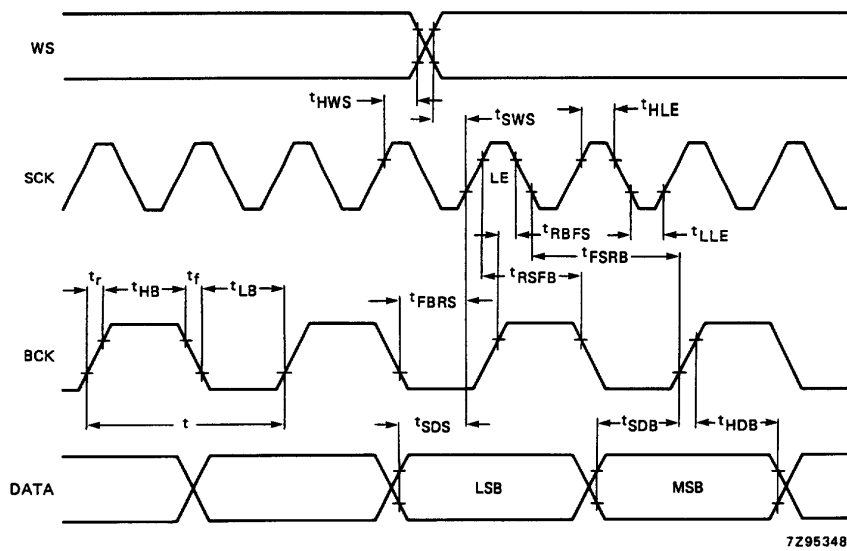 WS
tHWS
tSWS
tHLE
SCK
LE
tRBFS
tLLE
tFSRB
tRSFB
tr
tHB
tf
tLB
tFBRS
BCK
t
tSDS
tSDB
tHDB
DATA
LSB
MSB
7Z95348